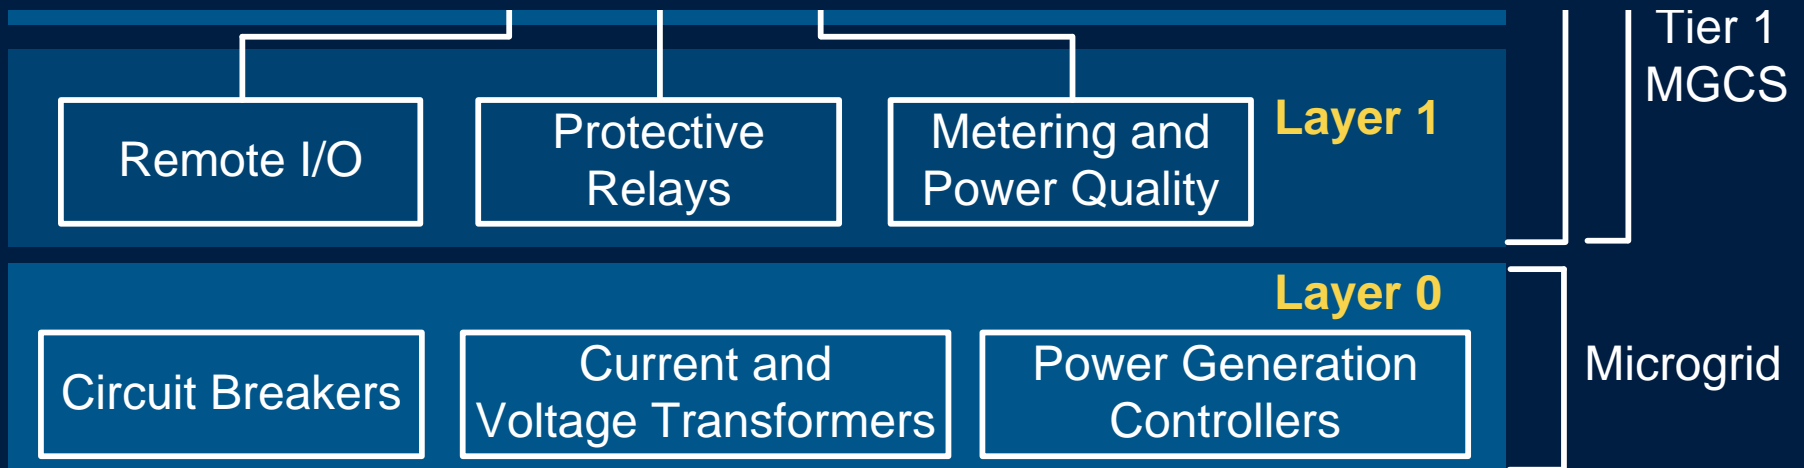 Tier 1
MGCS
Remote I/O
Protective
Relays
Metering and
Power Quality
Layer 1
Layer 0
Circuit Breakers
Current and
Voltage Transformers
Power Generation
Controllers
Microgrid